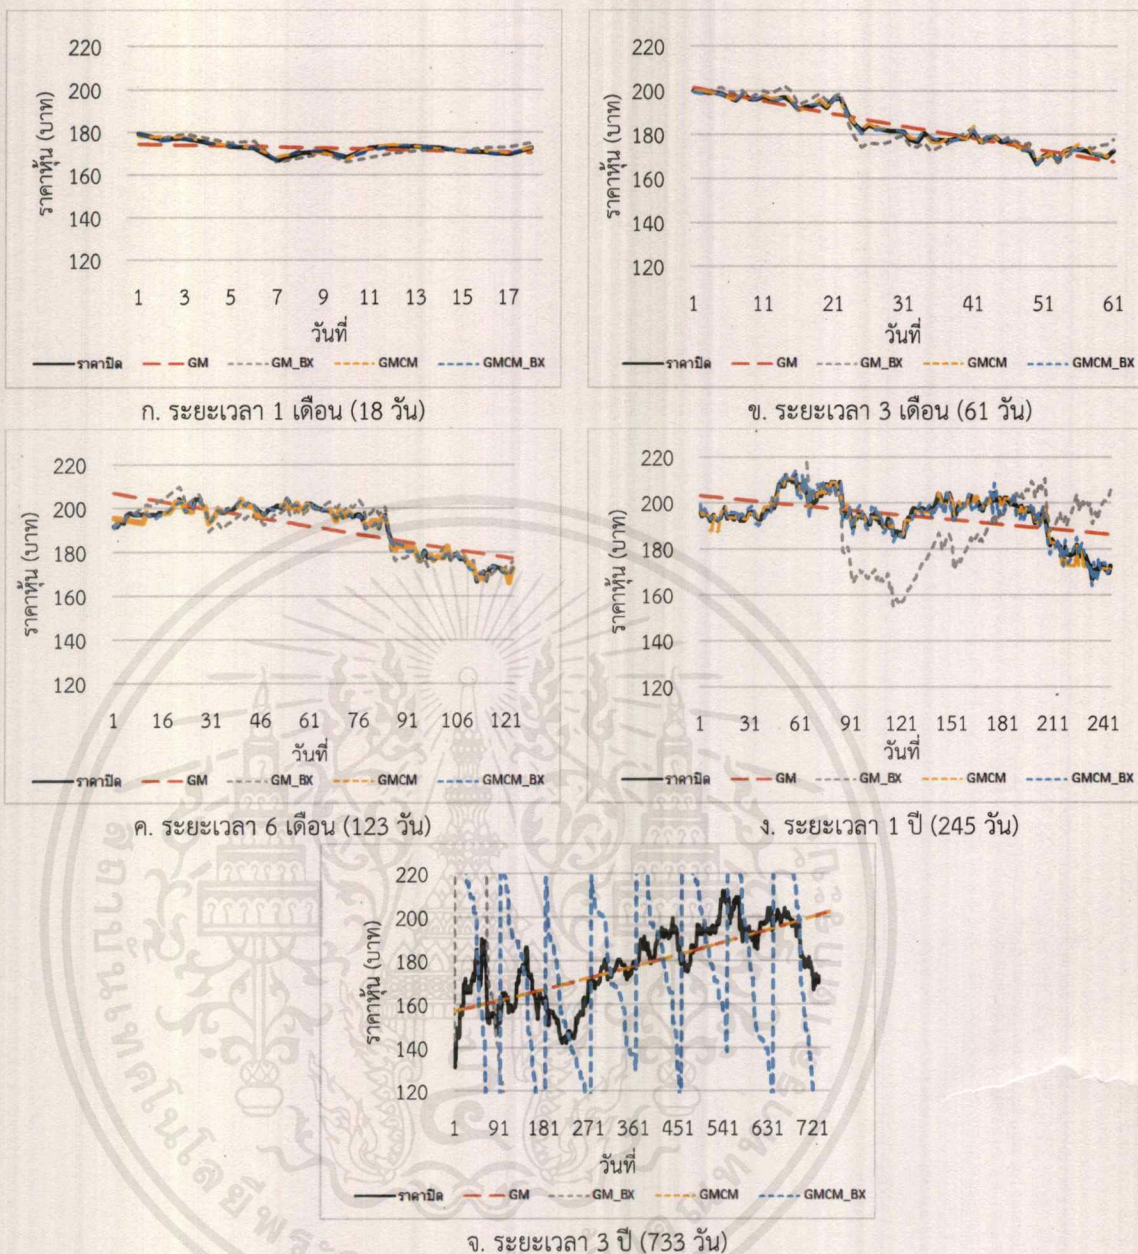 220
200
180
160
140
120
ราคาหุ้น (บาท)
1 3 5 7 9 11 13 15 17
วันที่
ราคาปิด GM GM_BX GMCM GMCM_BX
ก. ระยะเวลา 1 เดือน (18 วัน)
220
200
180
160
140
120
ราคาหุ้น (บาท)
1 11 21 31 41 51 61
วันที่
ราคาปิด GM GM_BX GMCM GMCM_BX
ข. ระยะเวลา 3 เดือน (61 วัน)
220
200
180
160
140
120
ราคาหุ้น (บาท)
1 16 31 46 61 76 91 106 121
วันที่
ราคาปิด GM GM_BX GMCM GMCM_BX
ค. ระยะเวลา 6 เดือน (123 วัน)
220
200
180
160
140
120
ราคาหุ้น (บาท)
1 31 61 91 121 151 181 211 241
วันที่
ราคาปิด GM GM_BX GMCM GMCM_BX
ง. ระยะเวลา 1 ปี (245 วัน)
220
200
180
160
140
120
ราคาหุ้น (บาท)
1 91 181 271 361 451 541 631 721
วันที่
ราคาปิด GM GM_BX GMCM GMCM_BX
จ. ระยะเวลา 3 ปี (733 วัน)